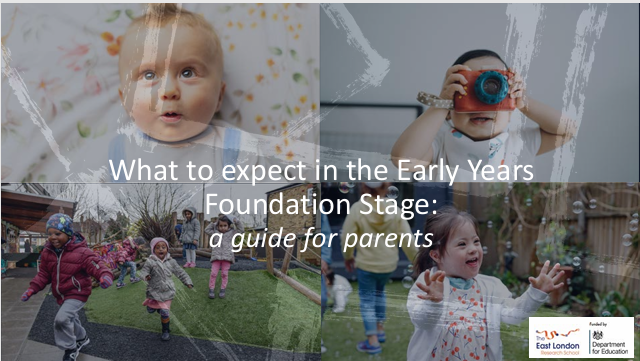 What to expect in the Early Years
Foundation Stage:
a guide for parents
The
East London
Research School
Funded by
Department
for Education